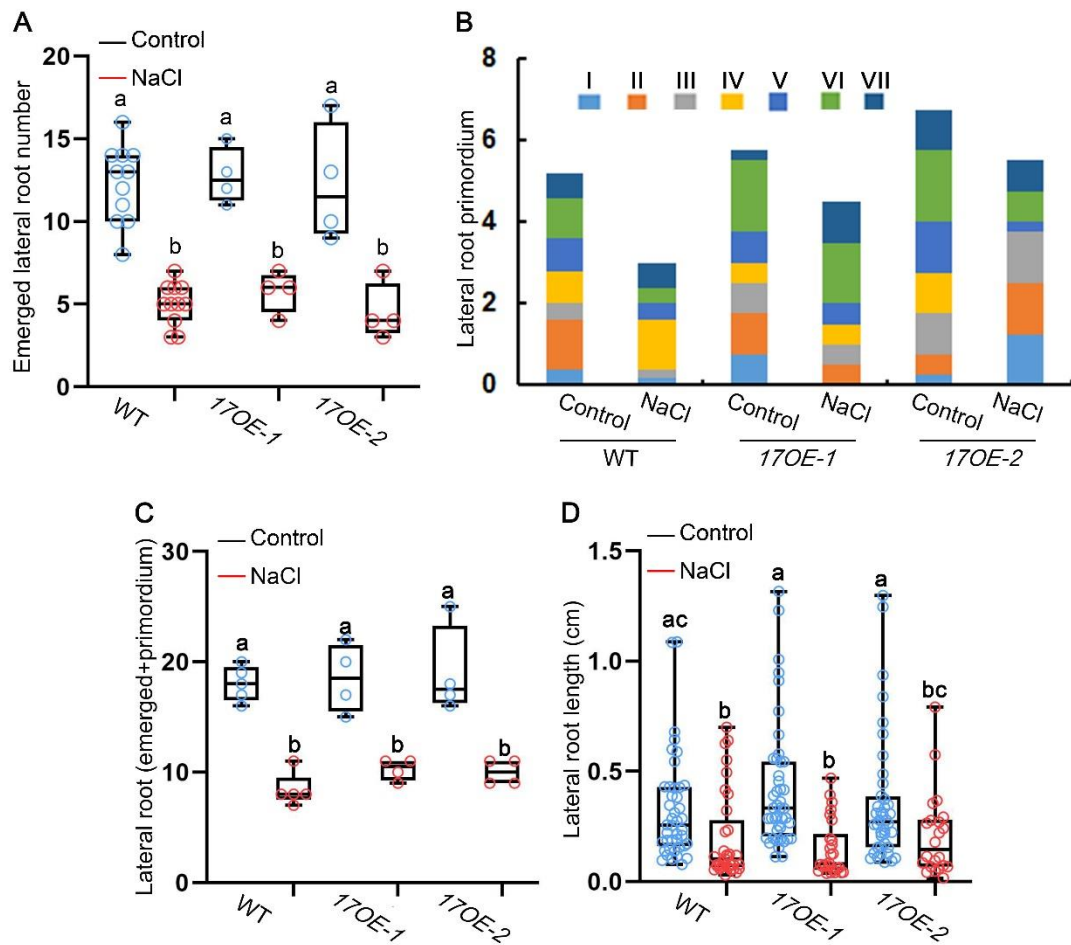 A
Control
NaCl
Emerged lateral root number
20
15
10
5
0
a
b
a
b
a
b
WT
17OE-1
17OE-2
B
I II III IV V VI VII
Lateral root primordium
8
6
4
2
0
Control NaCl Control NaCl Control NaCl
WT 17OE-1 17OE-2
C
Control
NaCl
Lateral root (emerged+primordium)
30
20
10
0
a
b
a
b
a
b
WT
17OE-1
17OE-2
D
Control
NaCl
Lateral root length (cm)
1.5
1.0
0.5
0.0
ac
b
a
b
a
bc
WT
17OE-1
17OE-2